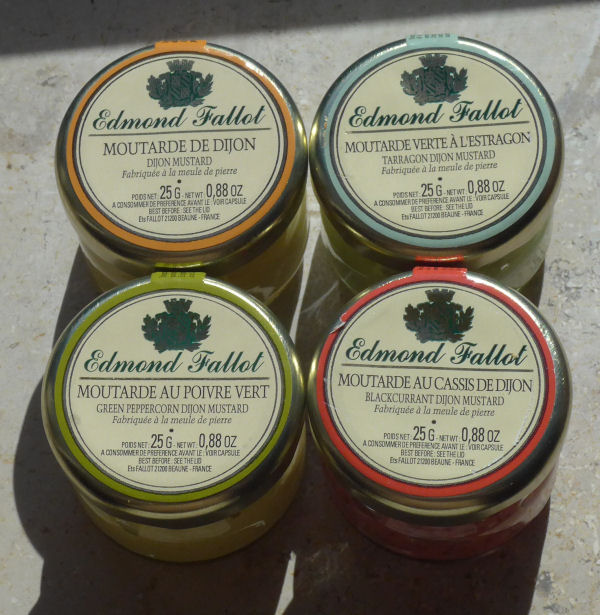 Edmond Fallot
MOUTARDE DE DIJON
DIJON MUSTARD
Fabriquée à la meule de pierre
POIDS NET : 25 G - NET WT : 0,88 OZ
A CONSOMMER DE PREFERENCE AVANT LE : VOIR CAPSULE
BEST BEFORE : SEE THE LID
Ets FALLOT 21200 BEAUNE - FRANCE
Edmond Fallot
MOUTARDE VERTE À L'ESTRAGON
TARRAGON DIJON MUSTARD
Fabriquée à la meule de pierre
POIDS NET : 25 G - NET WT : 0,88 OZ
A CONSOMMER DE PREFERENCE AVANT LE : VOIR CAPSULE
BEST BEFORE : SEE THE LID
Ets FALLOT 21200 BEAUNE - FRANCE
Edmond Fallot
MOUTARDE AU POIVRE VERT
GREEN PEPPERCORN DIJON MUSTARD
Fabriquée à la meule de pierre
POIDS NET : 25 G - NET WT : 0,88 OZ
A CONSOMMER DE PREFERENCE AVANT LE : VOIR CAPSULE
BEST BEFORE : SEE THE LID
Ets FALLOT 21200 BEAUNE - FRANCE
Edmond Fallot
MOUTARDE AU CASSIS DE DIJON
BLACKCURRANT DIJON MUSTARD
Fabriquée à la meule de pierre
POIDS NET : 25 G - NET WT : 0,88 OZ
A CONSOMMER DE PREFERENCE AVANT LE : VOIR CAPSULE
BEST BEFORE : SEE THE LID
Ets FALLOT 21200 BEAUNE - FRANCE